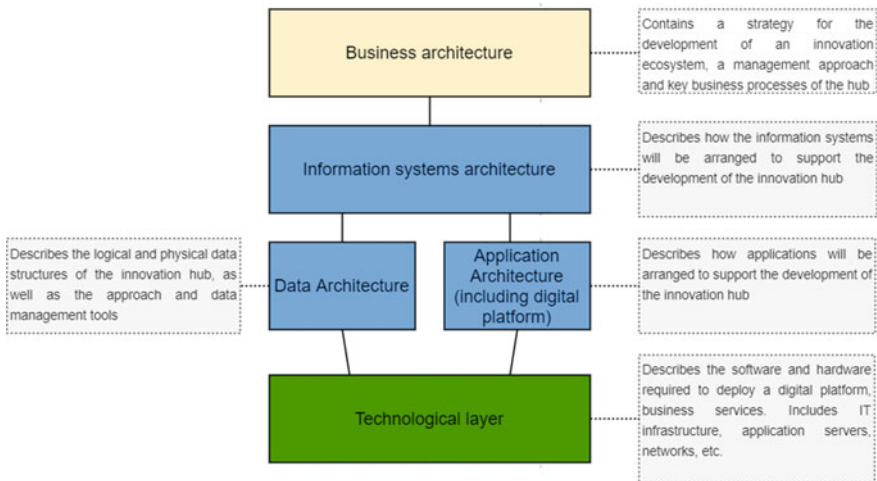 Business architecture
Contains a strategy for the
development of an innovation
ecosystem, a management approach
and key business processes of the hub
Information systems architecture
Describes how the information systems
will be arranged to support the
development of the innovation hub
Describes the logical and physical data
structures of the innovation hub, as
well as the approach and data
management tools
Data Architecture
Application
Architecture
(including digital
platform)
Describes how applications will be
arranged to support the development of
the innovation hub
Technological layer
Describes the software and hardware
required to deploy a digital platform,
business services. Includes IT
infrastructure, application servers,
networks, etc.